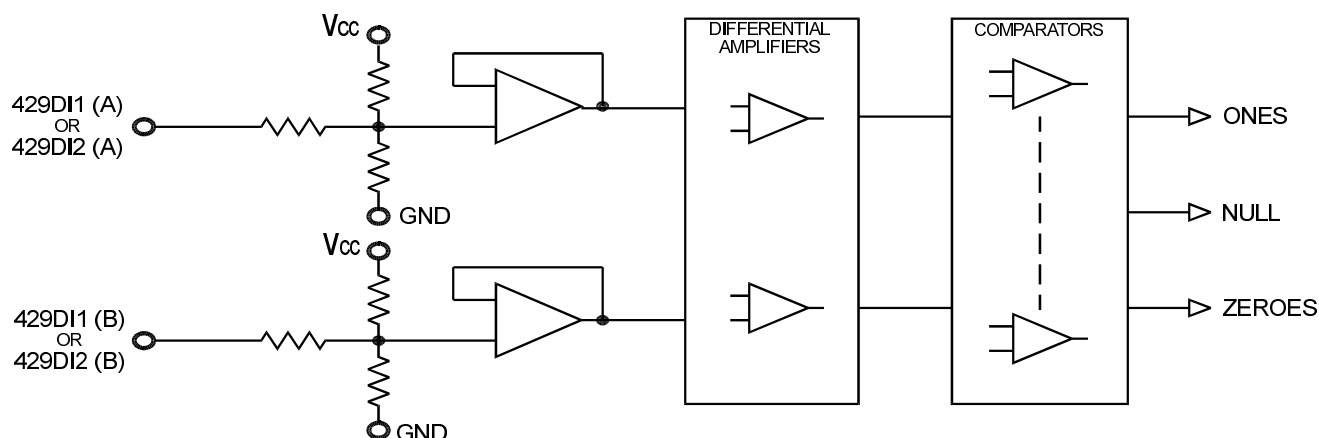 VCC
DIFFERENTIAL
AMPLIFIERS
COMPARATORS
429DI1 (A)
OR
429DI2 (A)
ONES
GND
NULL
VCC
429DI1 (B)
OR
429DI2 (B)
ZEROES
GND